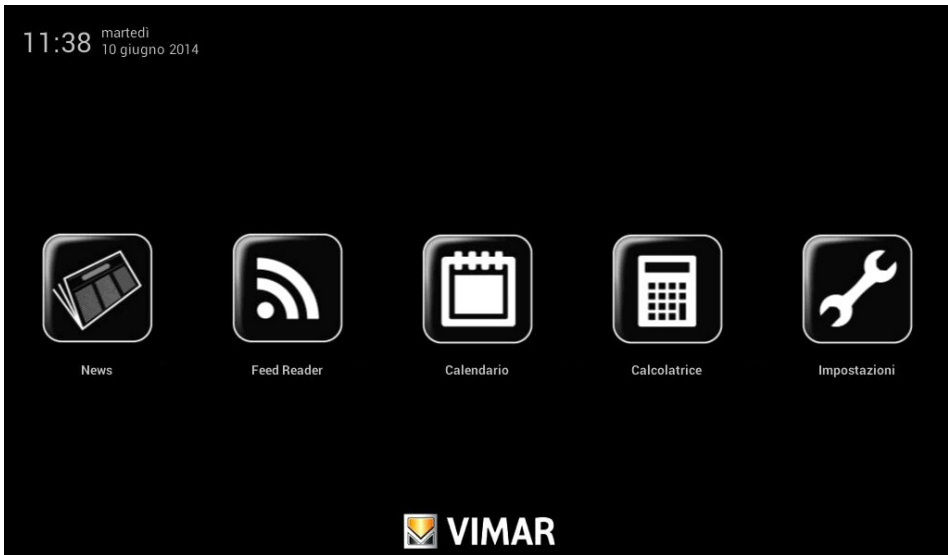 11:38 martedì
10 giugno 2014
News Feed Reader Calendario Calcolatrice Impostazioni
VIMAR